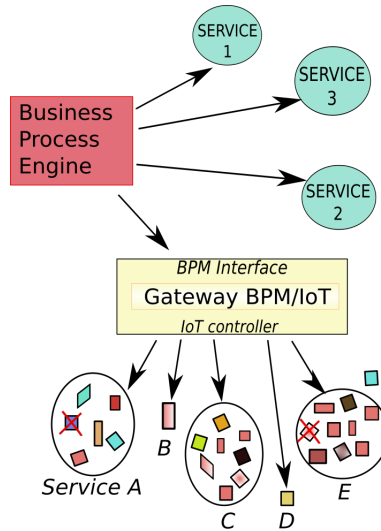 SERVICE
1
SERVICE
3
Business
Process
Engine
SERVICE
2
BPM Interface
Gateway BPM/IoT
IoT controller
B
Service A
C
D
E